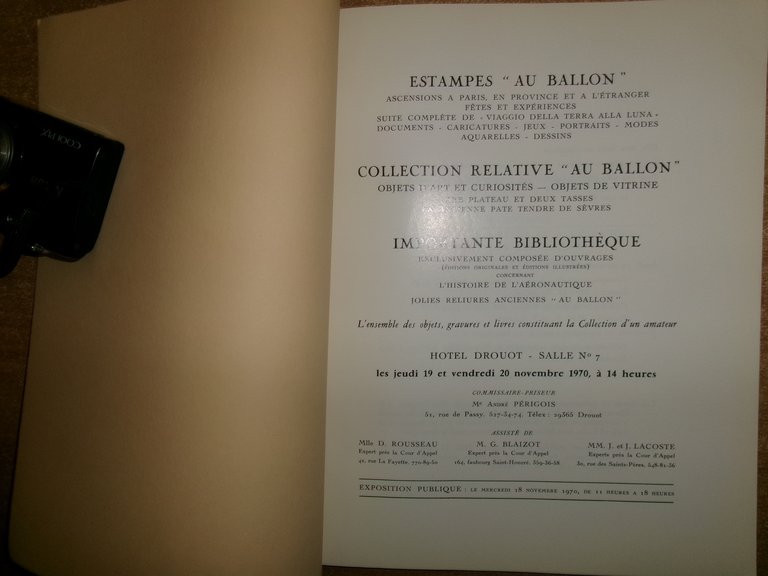 COOLPIX
ESTAMPES “ AU BALLON ”
ASCENSIONS A PARIS, EN PROVINCE ET A L'ÉTRANGER
FÊTES ET EXPÉRIENCES
SUITE COMPLÈTE DE « VIAGGIO DELLA TERRA ALLA LUNA »
DOCUMENTS - CARICATURES - JEUX - PORTRAITS - MODES
AQUARELLES - DESSINS
COLLECTION RELATIVE “ AU BALLON ”
OBJETS D'ART ET CURIOSITÉS — OBJETS DE VITRINE
PLATEAU ET DEUX TASSES
PATE TENDRE DE SÈVRES
IMPORTANTE BIBLIOTHÈQUE
EXCLUSIVEMENT COMPOSÉE D'OUVRAGES
(ÉDITIONS ORIGINALES ET ÉDITIONS ILLUSTRÉES)
CONCERNANT
L'HISTOIRE DE L'AÉRONAUTIQUE
JOLIES RELIURES ANCIENNES “ AU BALLON ”
L'ensemble des objets, gravures et livres constituant la Collection d'un amateur
HOTEL DROUOT - SALLE No 7
les jeudi 19 et vendredi 20 novembre 1970, à 14 heures
COMMISSAIRE-PRISEUR
Me André PÉRIGOIS
rue de Passy. 527-34-74. Télex : 29365 Drouot
ASSISTÉ DE
Mlle D. ROUSSEAU
Expert près la Cour d'Appel
rue La Fayette. 770-89-50
M. G. BLAIZOT
Expert près la Cour d'Appel
164, faubourg Saint-Honoré. 359-36-58
MM. J. et J. LACOSTE
Experts près la Cour d'Appel
30, rue des Saints-Pères. 548-81-36
EXPOSITION PUBLIQUE : LE MERCREDI 18 NOVEMBRE 1970, DE 11 HEURES A 18 HEURES